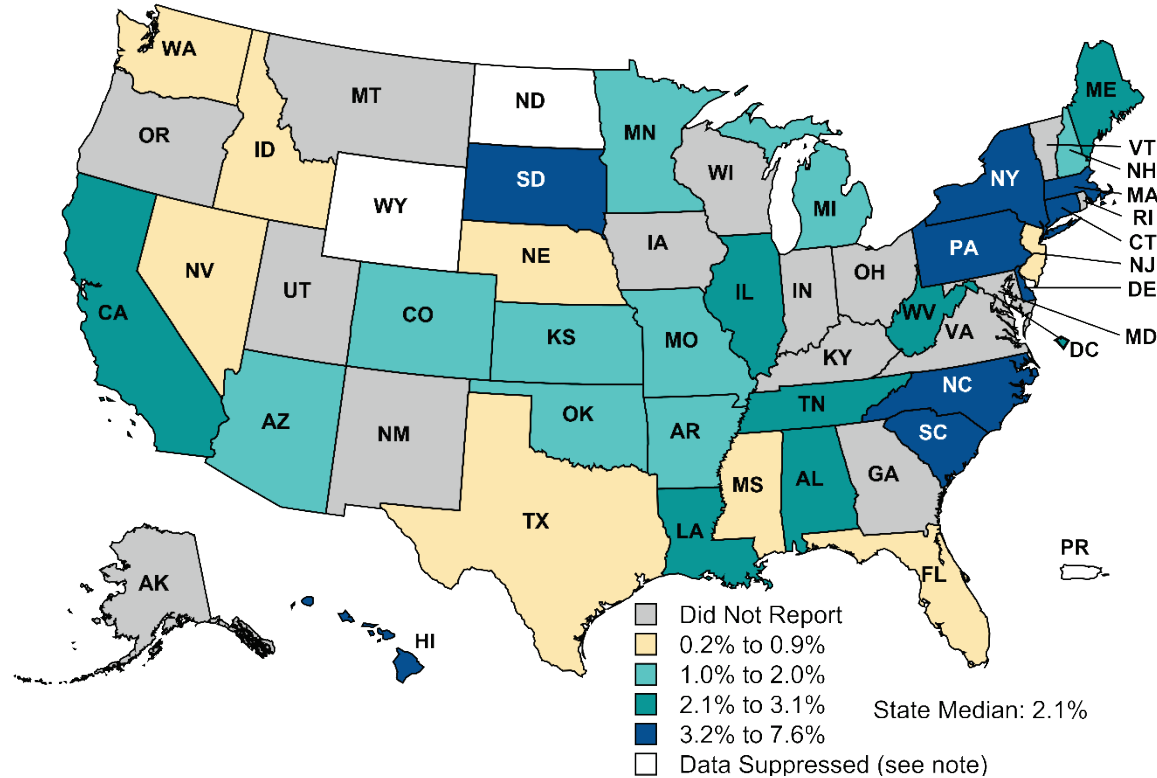 WA
MT
ND
MN
ME
OR
ID
SD
WI
NY
VT
NH
MA
RI
CT
NJ
DE
MD
DC
WY
MI
IA
NE
PA
NV
UT
CO
IL
IN
OH
CA
KS
MO
WV
VA
KY
NC
TN
AZ
NM
OK
AR
SC
MS
AL
GA
TX
LA
FL
PR
AK
HI
Did Not Report
0.2% to 0.9%
1.0% to 2.0%
2.1% to 3.1%
3.2% to 7.6%
Data Suppressed (see note)
State Median: 2.1%